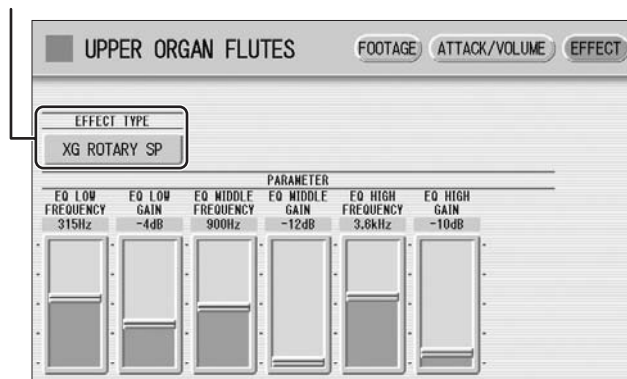 UPPER ORGAN FLUTES FOOTAGE ATTACK/VOLUME EFFECT
EFFECT TYPE
XG ROTARY SP
PARAMETER
EQ LOW FREQUENCY EQ LOW GAIN EQ MIDDLE FREQUENCY EQ MIDDLE GAIN EQ HIGH FREQUENCY EQ HIGH GAIN
315Hz -4dB 900Hz -12dB 3.6kHz -10dB